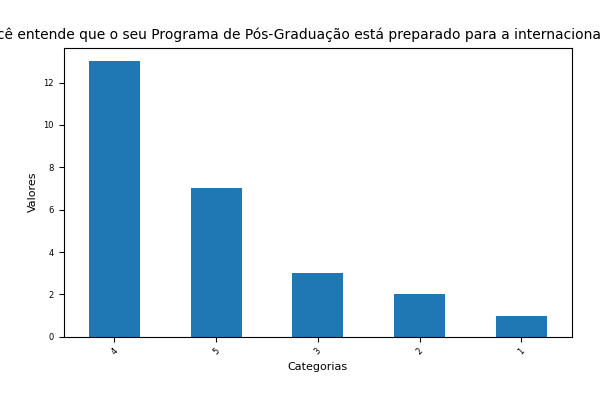 cê entende que o seu Programa de Pós-Graduação está preparado para a internaciona
12
10
8
6
4
2
0
Valores
4 5 3 2 1
Categorias